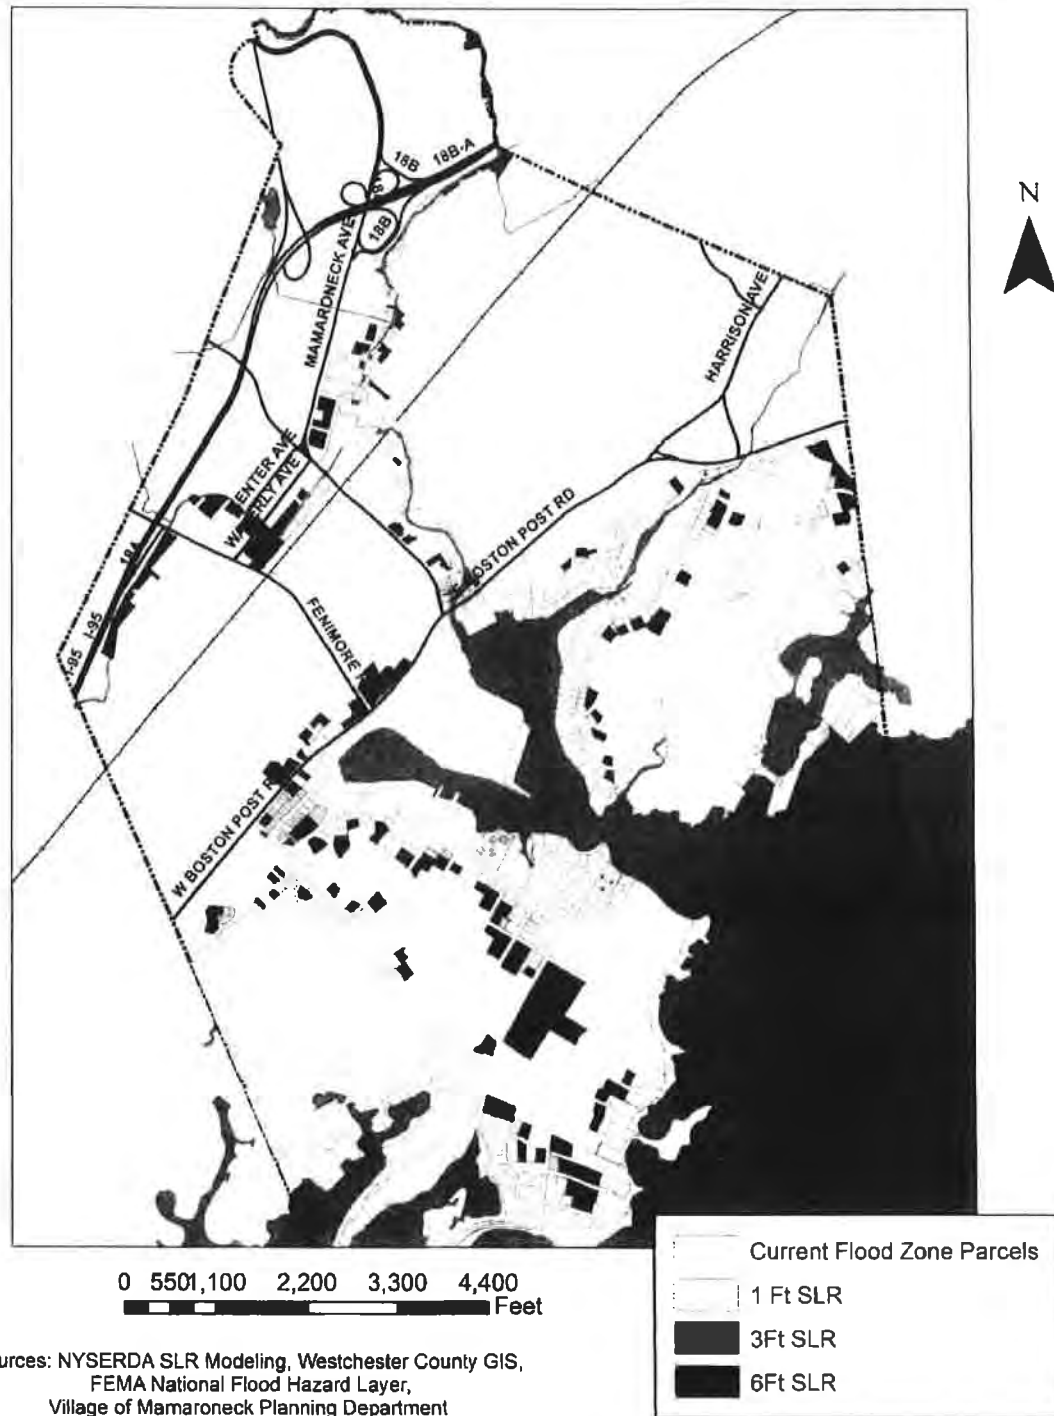 N
18B
18B-A
18B
MAMARONECK AVE
HARRISON AVE
CENTER AVE
WAVERLY AVE
18A
I-95
I-95
FENIMORE
BOSTON POST RD
W BOSTON POST R
0 5501,100 2,200 3,300 4,400
Feet
Current Flood Zone Parcels
1 Ft SLR
3Ft SLR
6Ft SLR
urces: NYSERDA SLR Modeling, Westchester County GIS,
FEMA National Flood Hazard Layer,
Village of Mamaroneck Planning Department